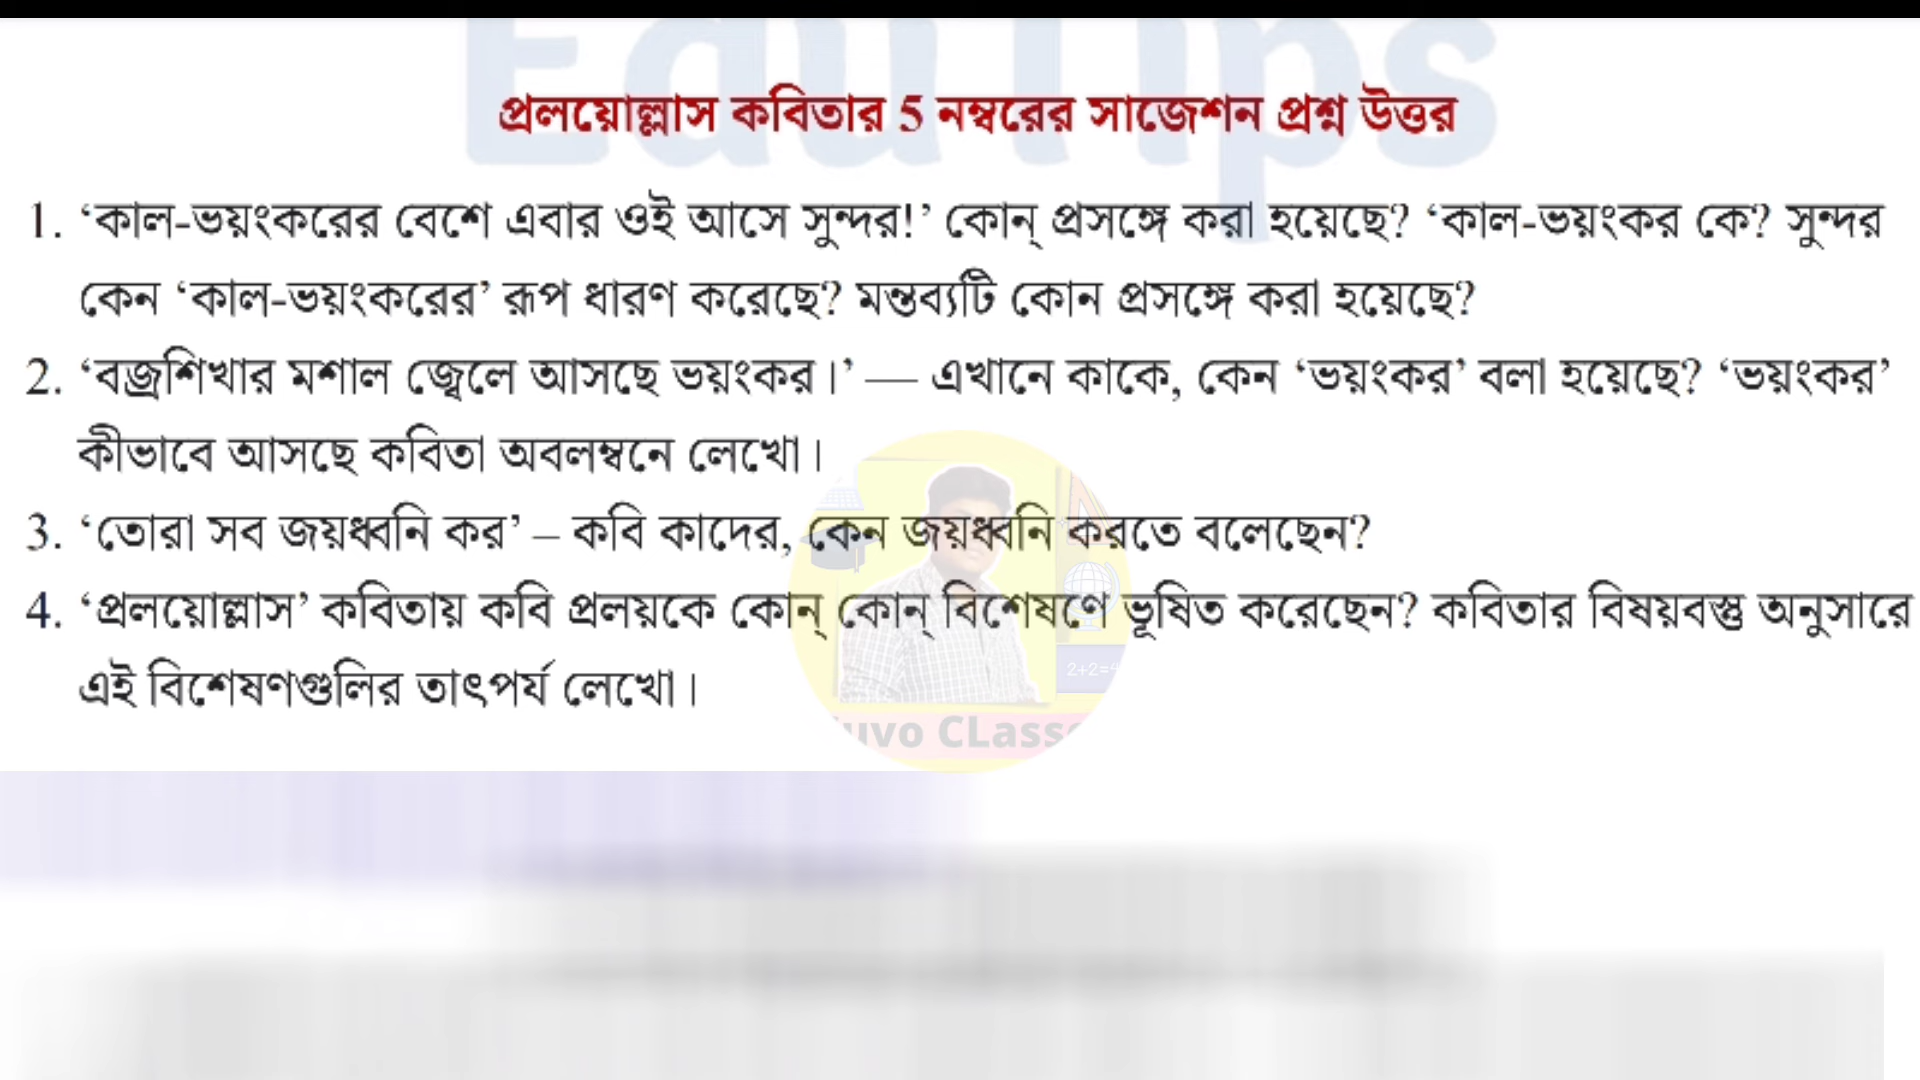 EduTips
প্রলয়োল্লাস কবিতার 5 নম্বরের সাজেশন প্রশ্ন উত্তর
1. ‘কাল-ভয়ংকরের বেশে এবার ওই আসে সুন্দর!’ কোন্ প্রসঙ্গে করা হয়েছে? ‘কাল-ভয়ংকর কে? সুন্দর
কেন ‘কাল-ভয়ংকরের’ রূপ ধারণ করেছে? মন্তব্যটি কোন প্রসঙ্গে করা হয়েছে?
2. ‘বজ্রশিখার মশাল জ্বেলে আসছে ভয়ংকর।’ — এখানে কাকে, কেন ‘ভয়ংকর’ বলা হয়েছে? ‘ভয়ংকর’
কীভাবে আসছে কবিতা অবলম্বনে লেখো।
3. ‘তোরা সব জয়ধ্বনি কর’ – কবি কাদের, কেন জয়ধ্বনি করতে বলেছেন?
4. ‘প্রলয়োল্লাস’ কবিতায় কবি প্রলয়কে কোন্ কোন্ বিশেষণে ভূষিত করেছেন? কবিতার বিষয়বস্তু অনুসারে
এই বিশেষণগুলির তাৎপর্য লেখো।
2+2=